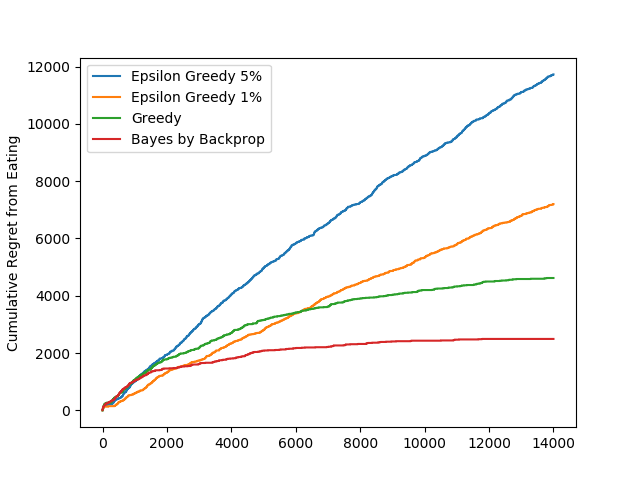 12000
10000
8000
6000
4000
2000
0
Cumulative Regret from Eating
Epsilon Greedy 5%
Epsilon Greedy 1%
Greedy
Bayes by Backprop
0 2000 4000 6000 8000 10000 12000 14000